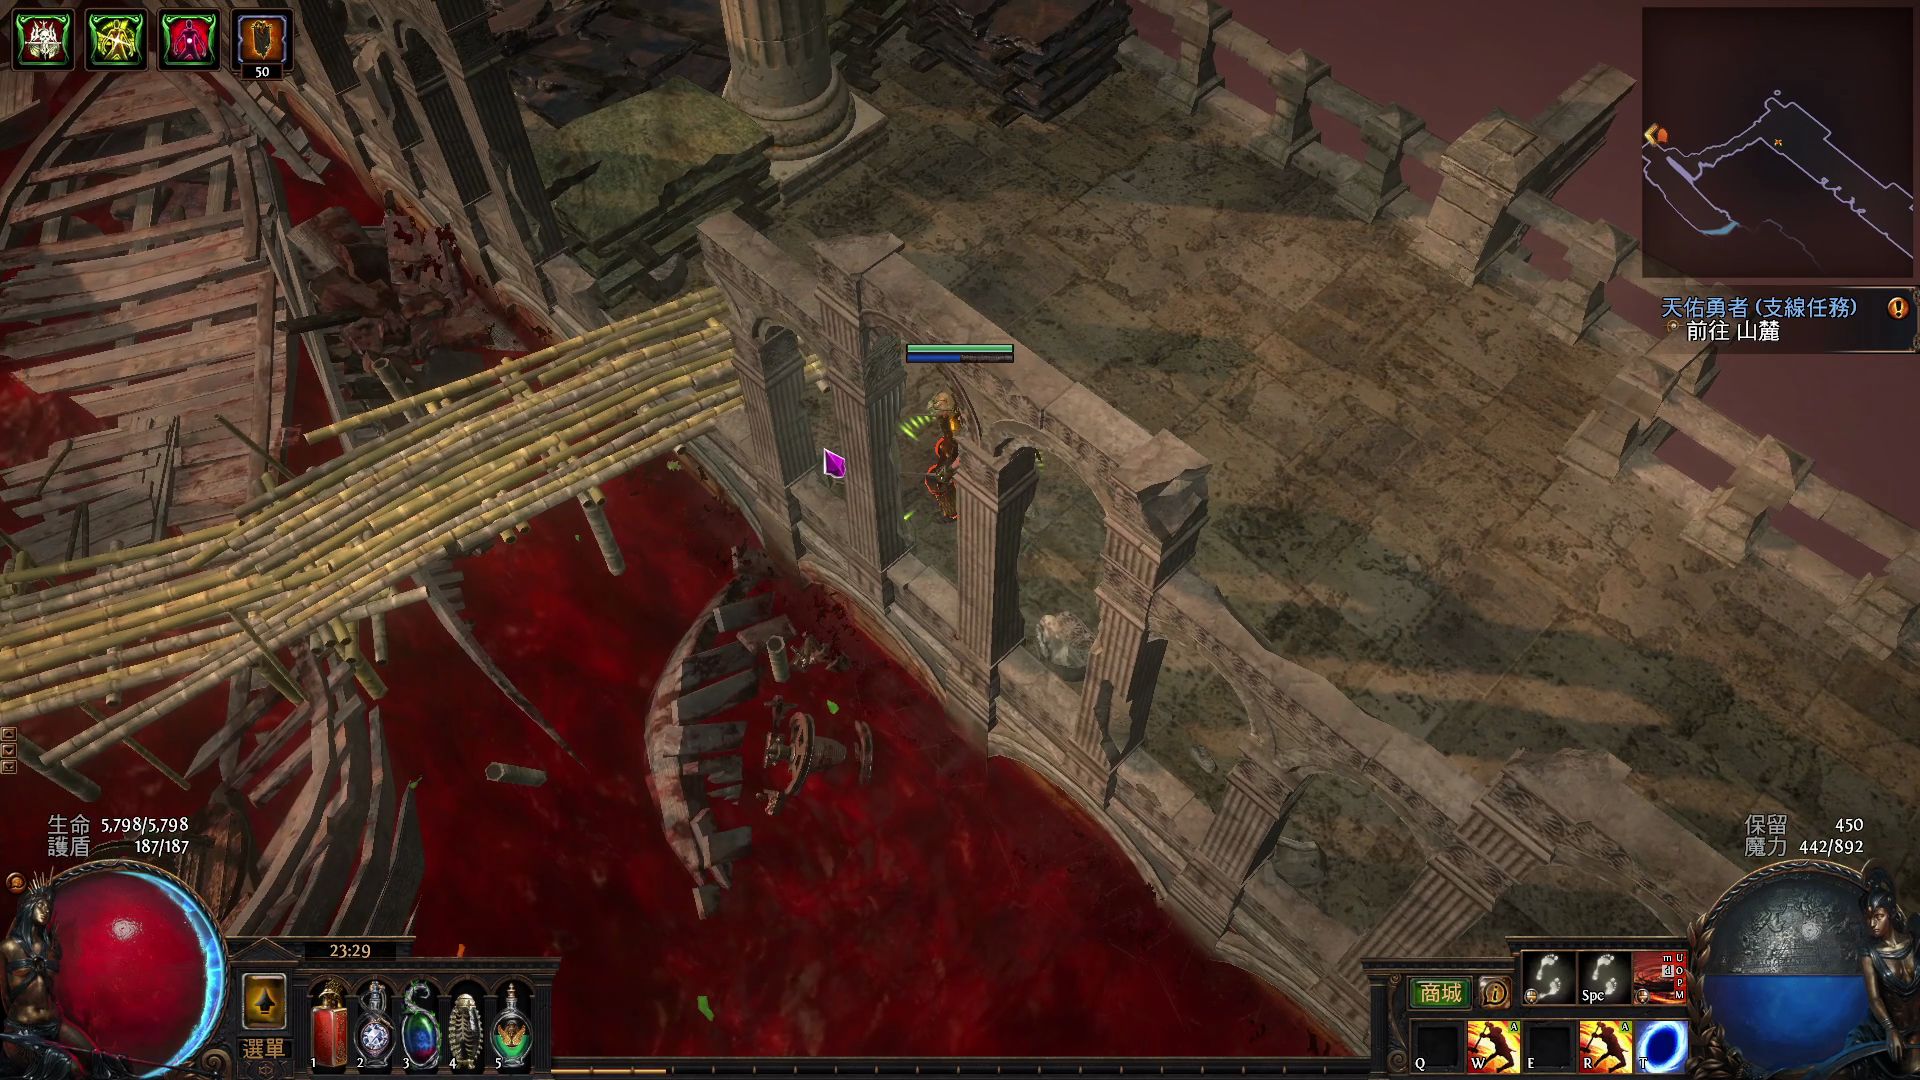 50
天佑勇者 (支線任務)
前往 山麓
生命 5,798/5,798
護盾 187/187
保留 450
魔力 442/892
23:29
選單
1
2
3
4
5
商城
Spc
m U
d O
P
M
Q
W A
E
R A
T